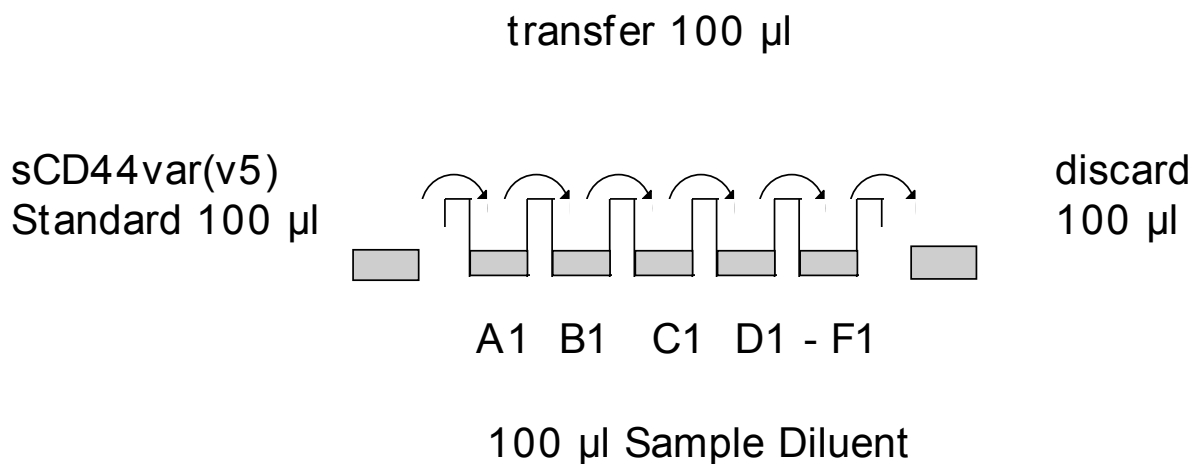 transfer 100 µl
sCD44var(v5)
Standard 100 µl
discard
100 µl
A1 B1 C1 D1 - F1
100 µl Sample Diluent